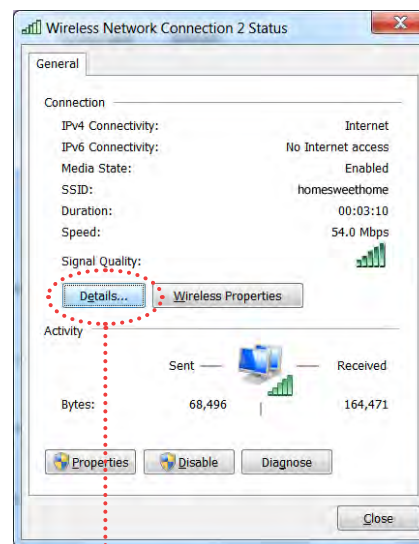 Wireless Network Connection 2 Status
General
Connection
IPv4 Connectivity: Internet
IPv6 Connectivity: No Internet access
Media State: Enabled
SSID: homesweethome
Duration: 00:03:10
Speed: 54.0 Mbps
Signal Quality:
Details... Wireless Properties
Activity
Sent Received
Bytes: 68,496 164,471
Properties Disable Diagnose
Close